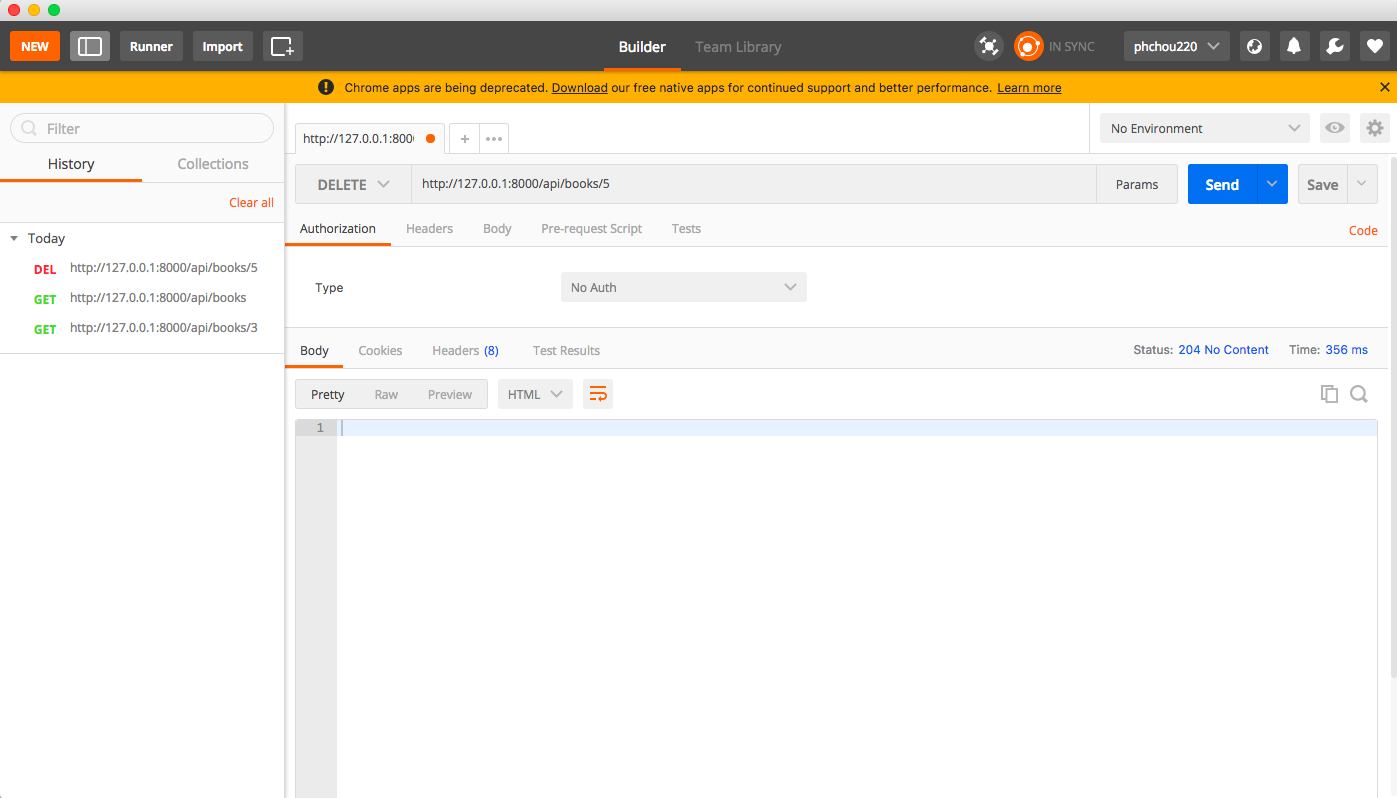 NEW Runner Import Builder Team Library IN SYNC phchou220
Chrome apps are being deprecated. Download our free native apps for continued support and better performance. Learn more
Filter
History Collections
Clear all
Today
DEL http://127.0.0.1:8000/api/books/5
GET http://127.0.0.1:8000/api/books
GET http://127.0.0.1:8000/api/books/3
http://127.0.0.1:800 No Environment
DELETE http://127.0.0.1:8000/api/books/5 Params Send Save
Authorization Headers Body Pre-request Script Tests Code
Type No Auth
Body Cookies Headers (8) Test Results Status: 204 No Content Time: 356 ms
Pretty Raw Preview HTML
1